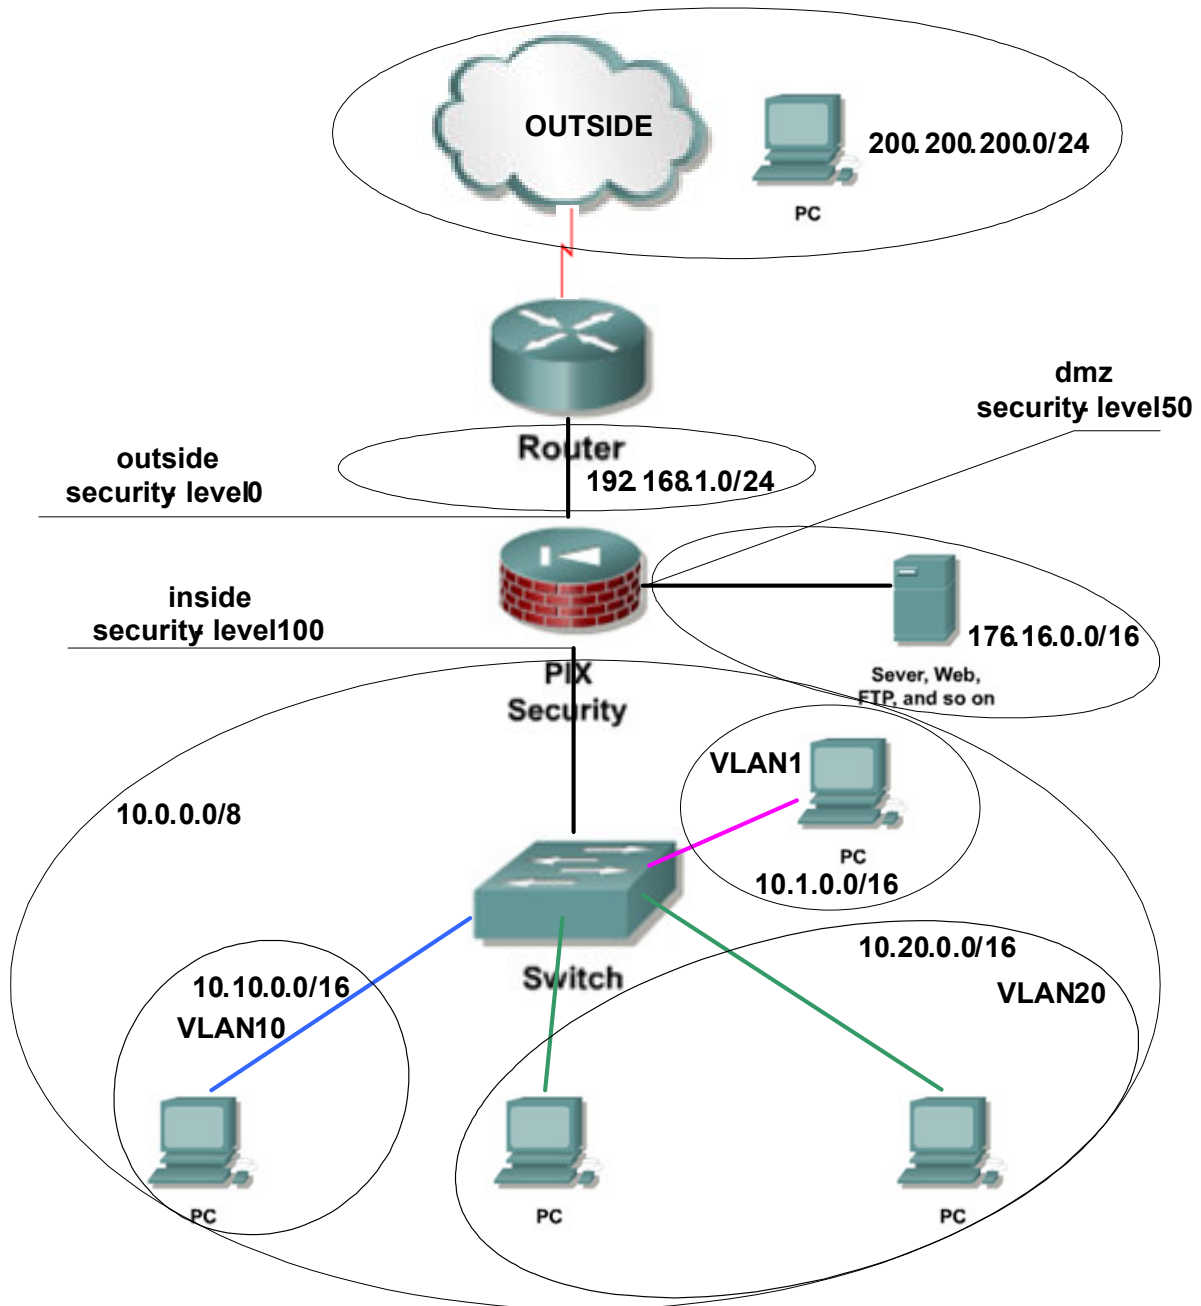 OUTSIDE
200.200.200.0/24
PC
Router
192.168.1.0/24
dmz
security-level50
outside
security-level0
inside
security-level100
PIX
Security
176.16.0.0/16
Sever, Web,
FTP, and so on
VLAN1
PC
10.1.0.0/16
10.0.0.0/8
Switch
10.10.0.0/16
VLAN10
PC
10.20.0.0/16
VLAN20
PC
PC